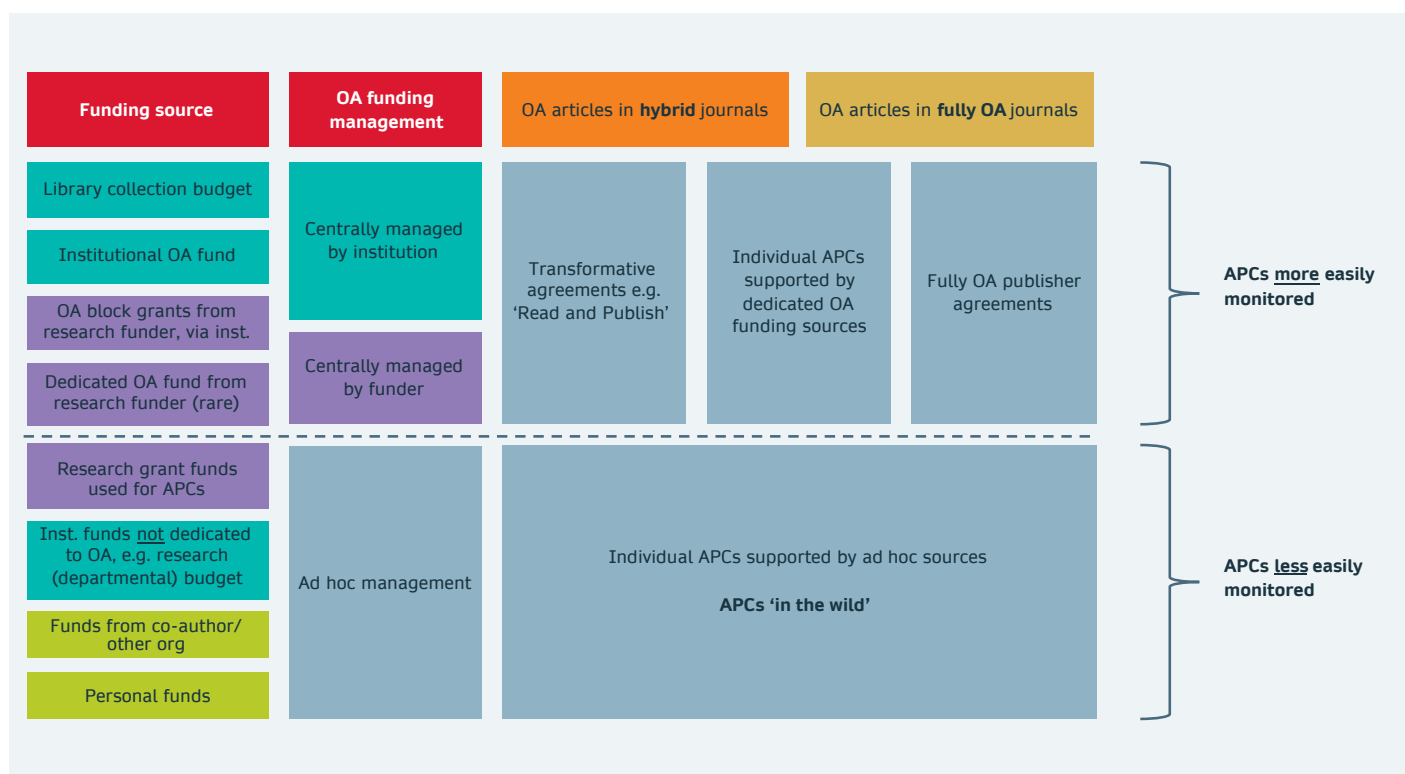 Funding source
OA funding
management
OA articles in hybrid journals
OA articles in fully OA journals
Library collection budget
Institutional OA fund
OA block grants from
research funder, via inst.
Dedicated OA fund from
research funder (rare)
Centrally managed
by institution
Centrally managed
by funder
Transformative
agreements e.g.
‘Read and Publish’
Individual APCs
supported by
dedicated OA
funding sources
Fully OA publisher
agreements
APCs more easily
monitored
Research grant funds
used for APCs
Inst. funds not dedicated
to OA, e.g. research
(departmental) budget
Funds from co-author/
other org
Personal funds
Ad hoc management
Individual APCs supported by ad hoc sources
APCs ‘in the wild’
APCs less easily
monitored